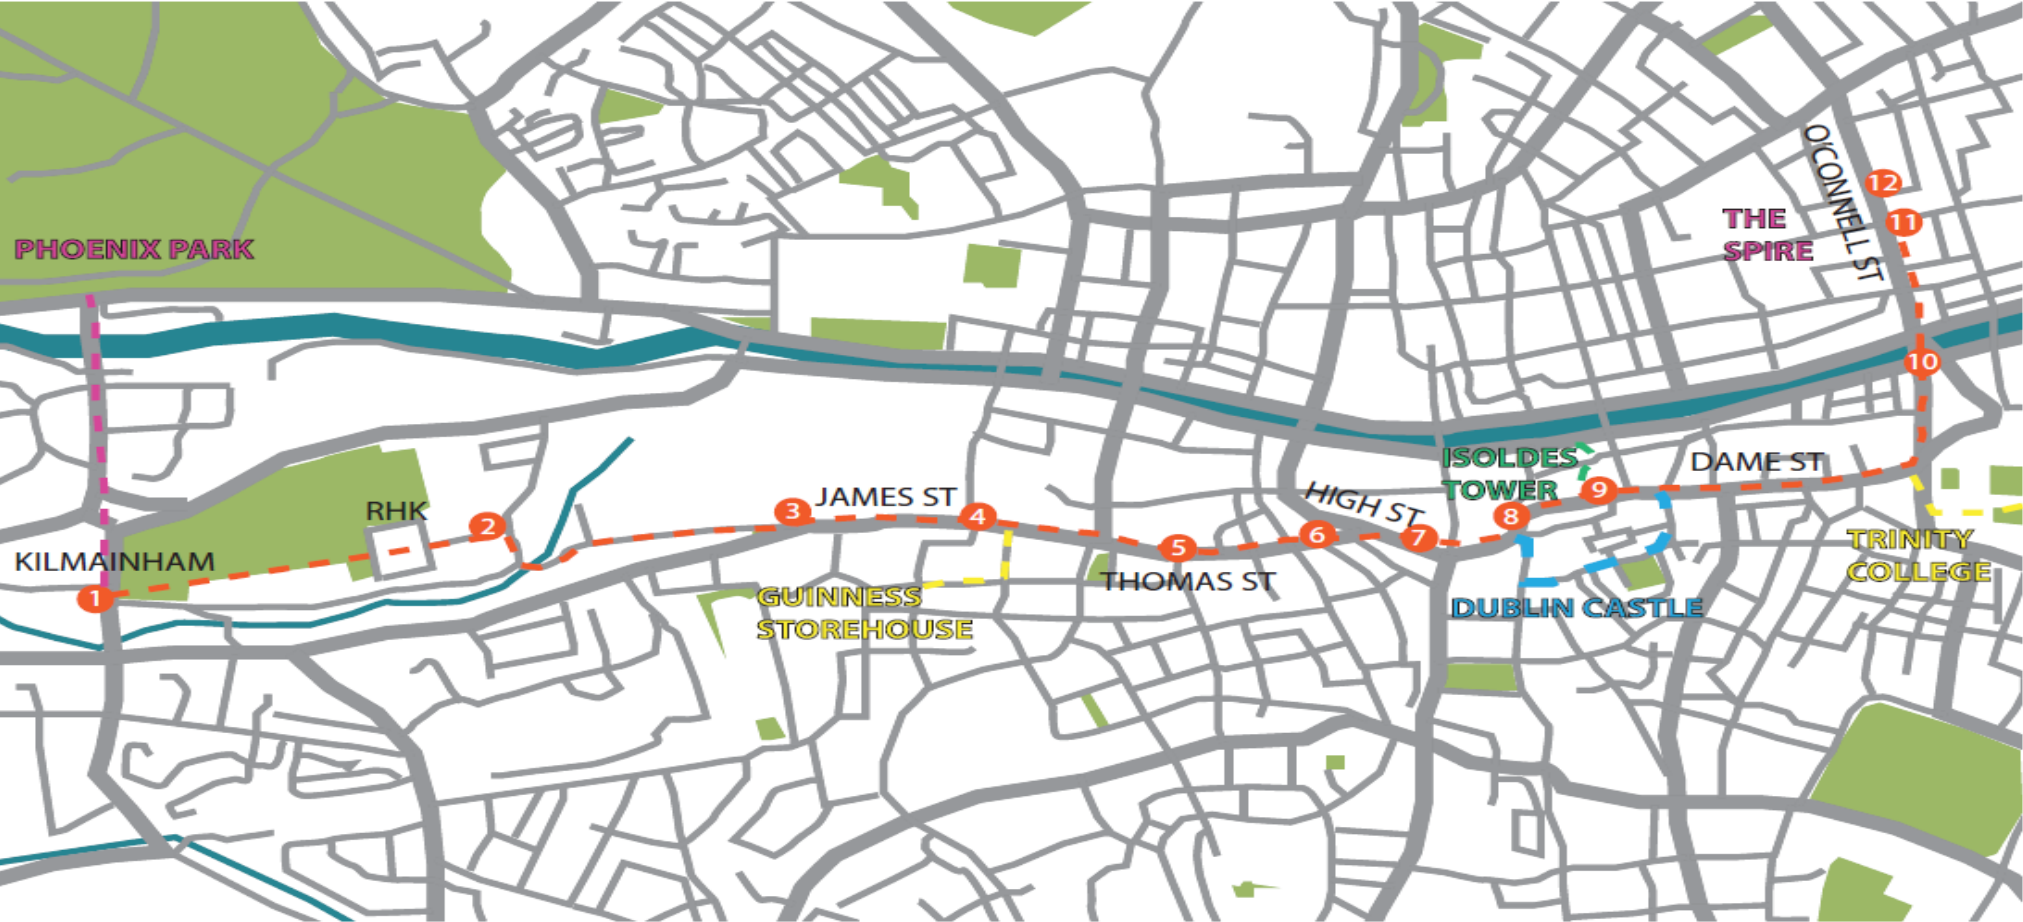 O'CONNELL ST
12
THE
SPIRE
11
PHOENIX PARK
10
ISOLDES
TOWER
DAME ST
9
HIGH ST
JAMES ST
RHK
2
3
4
8
5
6
7
TRINITY
COLLEGE
KILMAINHAM
1
THOMAS ST
GUINNESS
STOREHOUSE
DUBLIN CASTLE